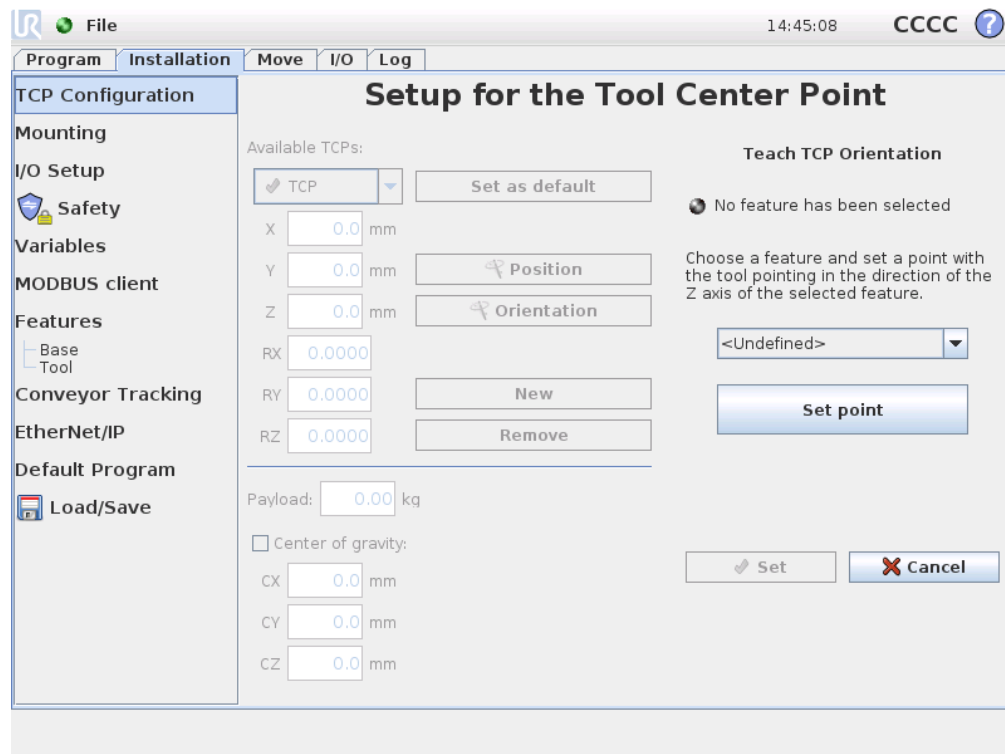 UR File 14:45:08 CCCC ?
Program Installation Move I/O Log
TCP Configuration
Mounting
I/O Setup
Safety
Variables
MODBUS client
Features
Base
Tool
Conveyor Tracking
EtherNet/IP
Default Program
Load/Save
Setup for the Tool Center Point
Available TCPs:
TCP Set as default
X 0.0 mm
Y 0.0 mm Position
Z 0.0 mm Orientation
RX 0.0000
RY 0.0000 New
RZ 0.0000 Remove
Payload: 0.00 kg
Center of gravity:
CX 0.0 mm
CY 0.0 mm
CZ 0.0 mm
Teach TCP Orientation
No feature has been selected
Choose a feature and set a point with
the tool pointing in the direction of the
Z axis of the selected feature.
<Undefined>
Set point
Set Cancel